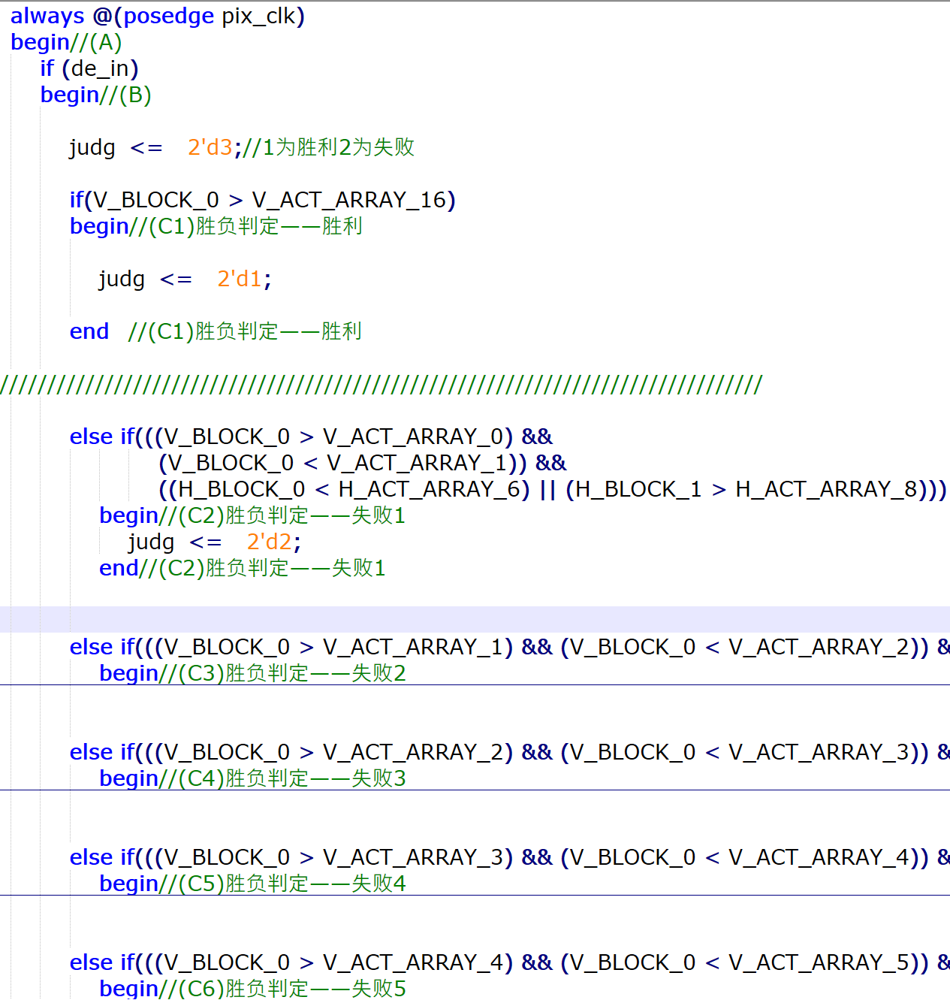 always @(posedge pix_clk)
begin//(A)
if (de_in)
begin//(B)
judg <= 2'd3;//1为胜利2为失败
if(V_BLOCK_0 > V_ACT_ARRAY_16)
begin//(C1)胜负判定——胜利
judg <= 2'd1;
end //(C1)胜负判定——胜利
////////////////////////////////////////////////////////////////////////////////
else if(((V_BLOCK_0 > V_ACT_ARRAY_0) &&
(V_BLOCK_0 < V_ACT_ARRAY_1)) &&
((H_BLOCK_0 < H_ACT_ARRAY_6) || (H_BLOCK_1 > H_ACT_ARRAY_8)))
begin//(C2)胜负判定——失败1
judg <= 2'd2;
end//(C2)胜负判定——失败1
else if(((V_BLOCK_0 > V_ACT_ARRAY_1) && (V_BLOCK_0 < V_ACT_ARRAY_2)) &
begin//(C3)胜负判定——失败2
else if(((V_BLOCK_0 > V_ACT_ARRAY_2) && (V_BLOCK_0 < V_ACT_ARRAY_3)) &
begin//(C4)胜负判定——失败3
else if(((V_BLOCK_0 > V_ACT_ARRAY_3) && (V_BLOCK_0 < V_ACT_ARRAY_4)) &
begin//(C5)胜负判定——失败4
else if(((V_BLOCK_0 > V_ACT_ARRAY_4) && (V_BLOCK_0 < V_ACT_ARRAY_5)) &
begin//(C6)胜负判定——失败5